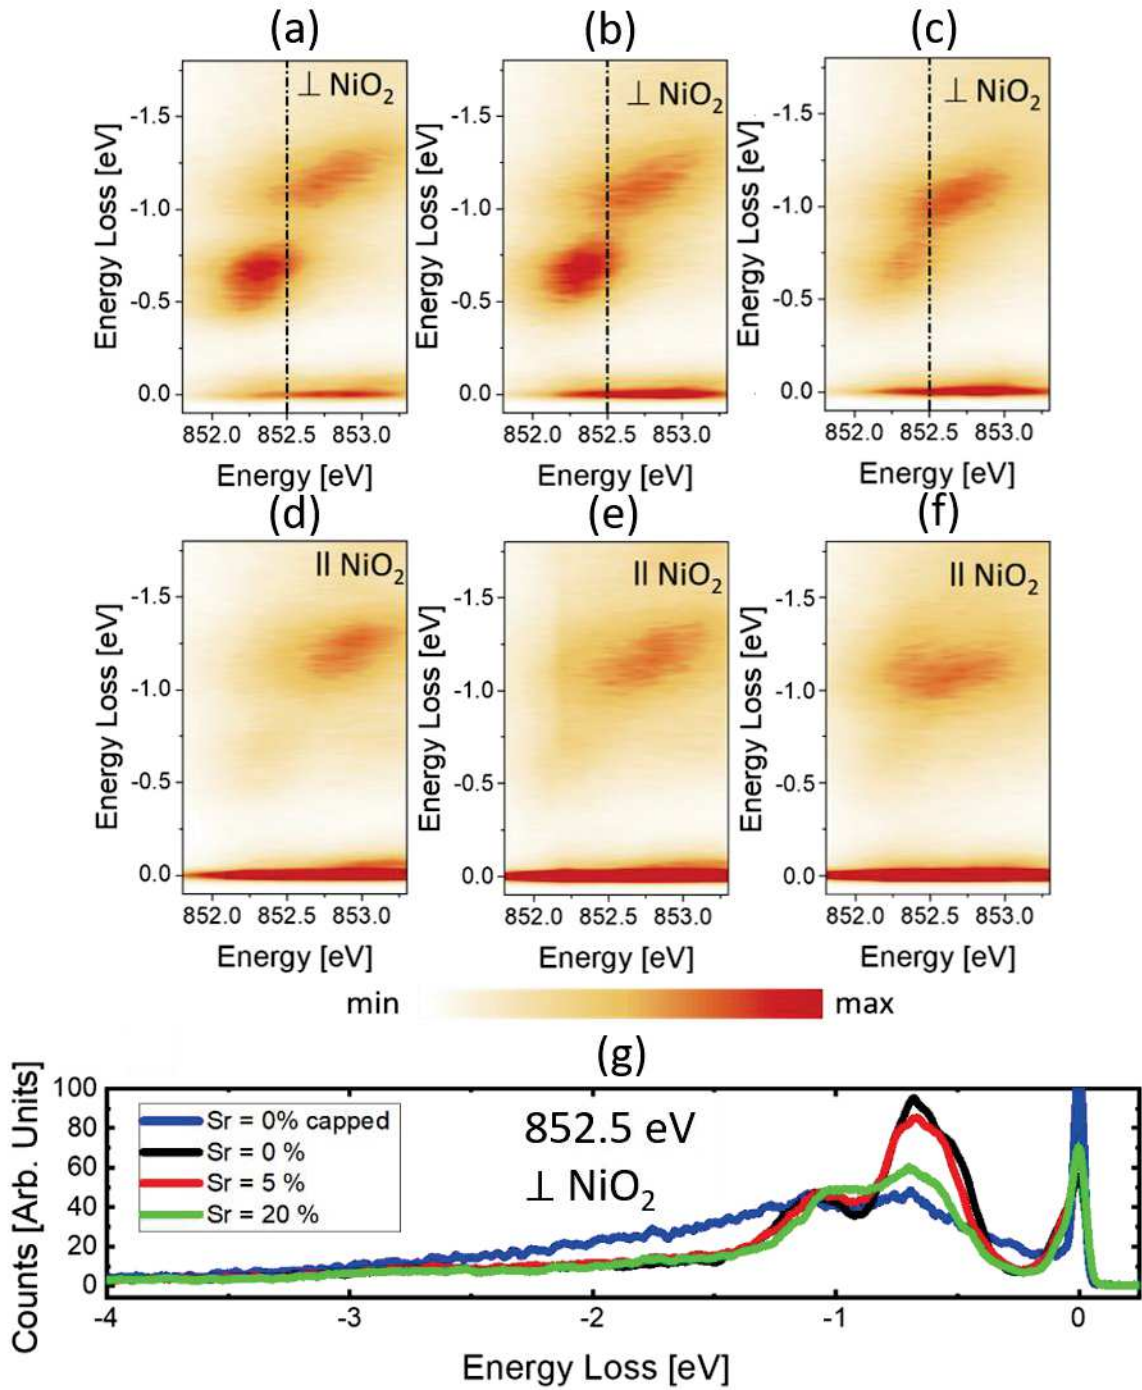 (a) (b) (c)
⊥ NiO2 ⊥ NiO2 ⊥ NiO2
-1.5 -1.5 -1.5
-1.0 -1.0 -1.0
-0.5 -0.5 -0.5
0.0 0.0 0.0
Energy Loss [eV] Energy Loss [eV] Energy Loss [eV]
852.0 852.5 853.0 852.0 852.5 853.0 852.0 852.5 853.0
Energy [eV] Energy [eV] Energy [eV]
(d) (e) (f)
II NiO2 II NiO2 II NiO2
-1.5 -1.5 -1.5
-1.0 -1.0 -1.0
-0.5 -0.5 -0.5
0.0 0.0 0.0
Energy Loss [eV] Energy Loss [eV] Energy Loss [eV]
852.0 852.5 853.0 852.0 852.5 853.0 852.0 852.5 853.0
Energy [eV] Energy [eV] Energy [eV]
min max
(g)
Counts [Arb. Units]
100
80
60
40
20
0
Sr = 0% capped
Sr = 0 %
Sr = 5 %
Sr = 20 %
852.5 eV
⊥ NiO2
-4 -3 -2 -1 0
Energy Loss [eV]